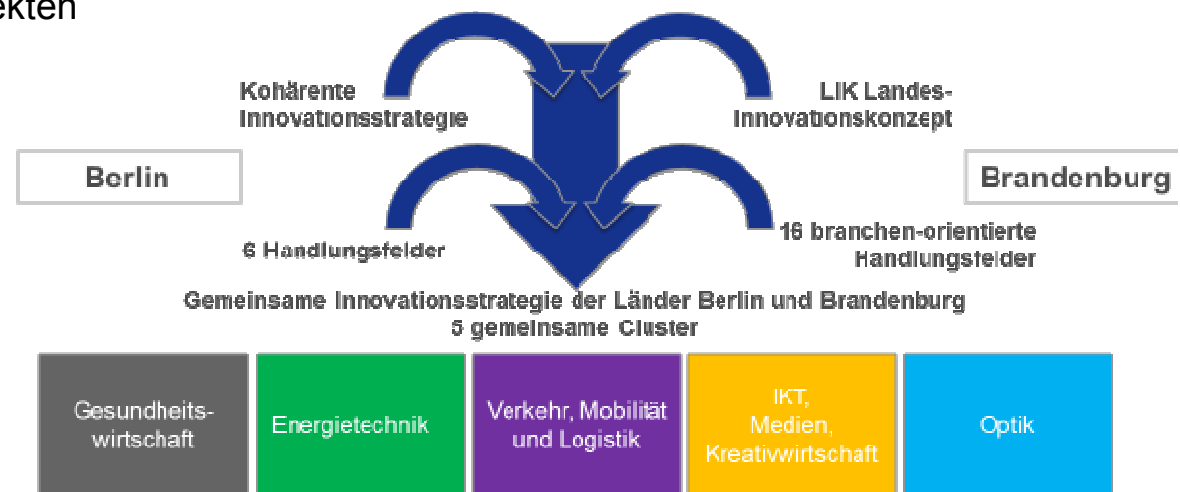 ekten
Kohärente
Innovationsstrategie
LIK Landes-
Innovationskonzept
Berlin
Brandenburg
6 Handlungsfelder
16 branchen-orientierte
Handlungsfelder
Gemeinsame Innovationsstrategie der Länder Berlin und Brandenburg
5 gemeinsame Cluster
Gesundheits-
wirtschaft
Energietechnik
Verkehr, Mobilität
und Logistik
IKT,
Medien,
Kreativwirtschaft
Optik